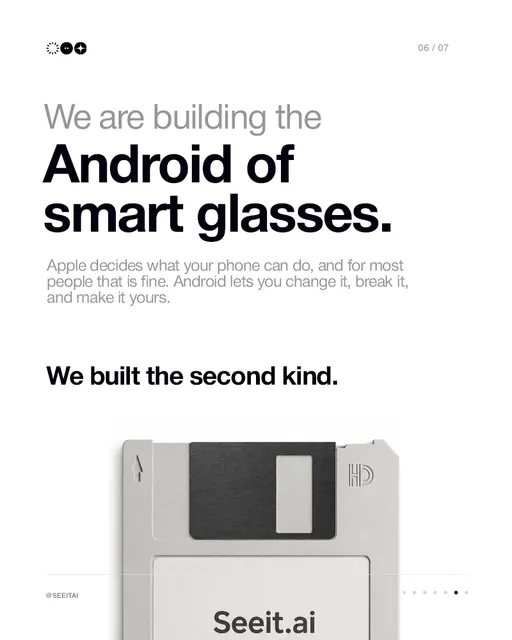 06 / 07
We are building the
Android of
smart glasses.
Apple decides what your phone can do, and for most
people that is fine. Android lets you change it, break it,
and make it yours.
We built the second kind.
HD
@SEEITAI
Seeit.ai